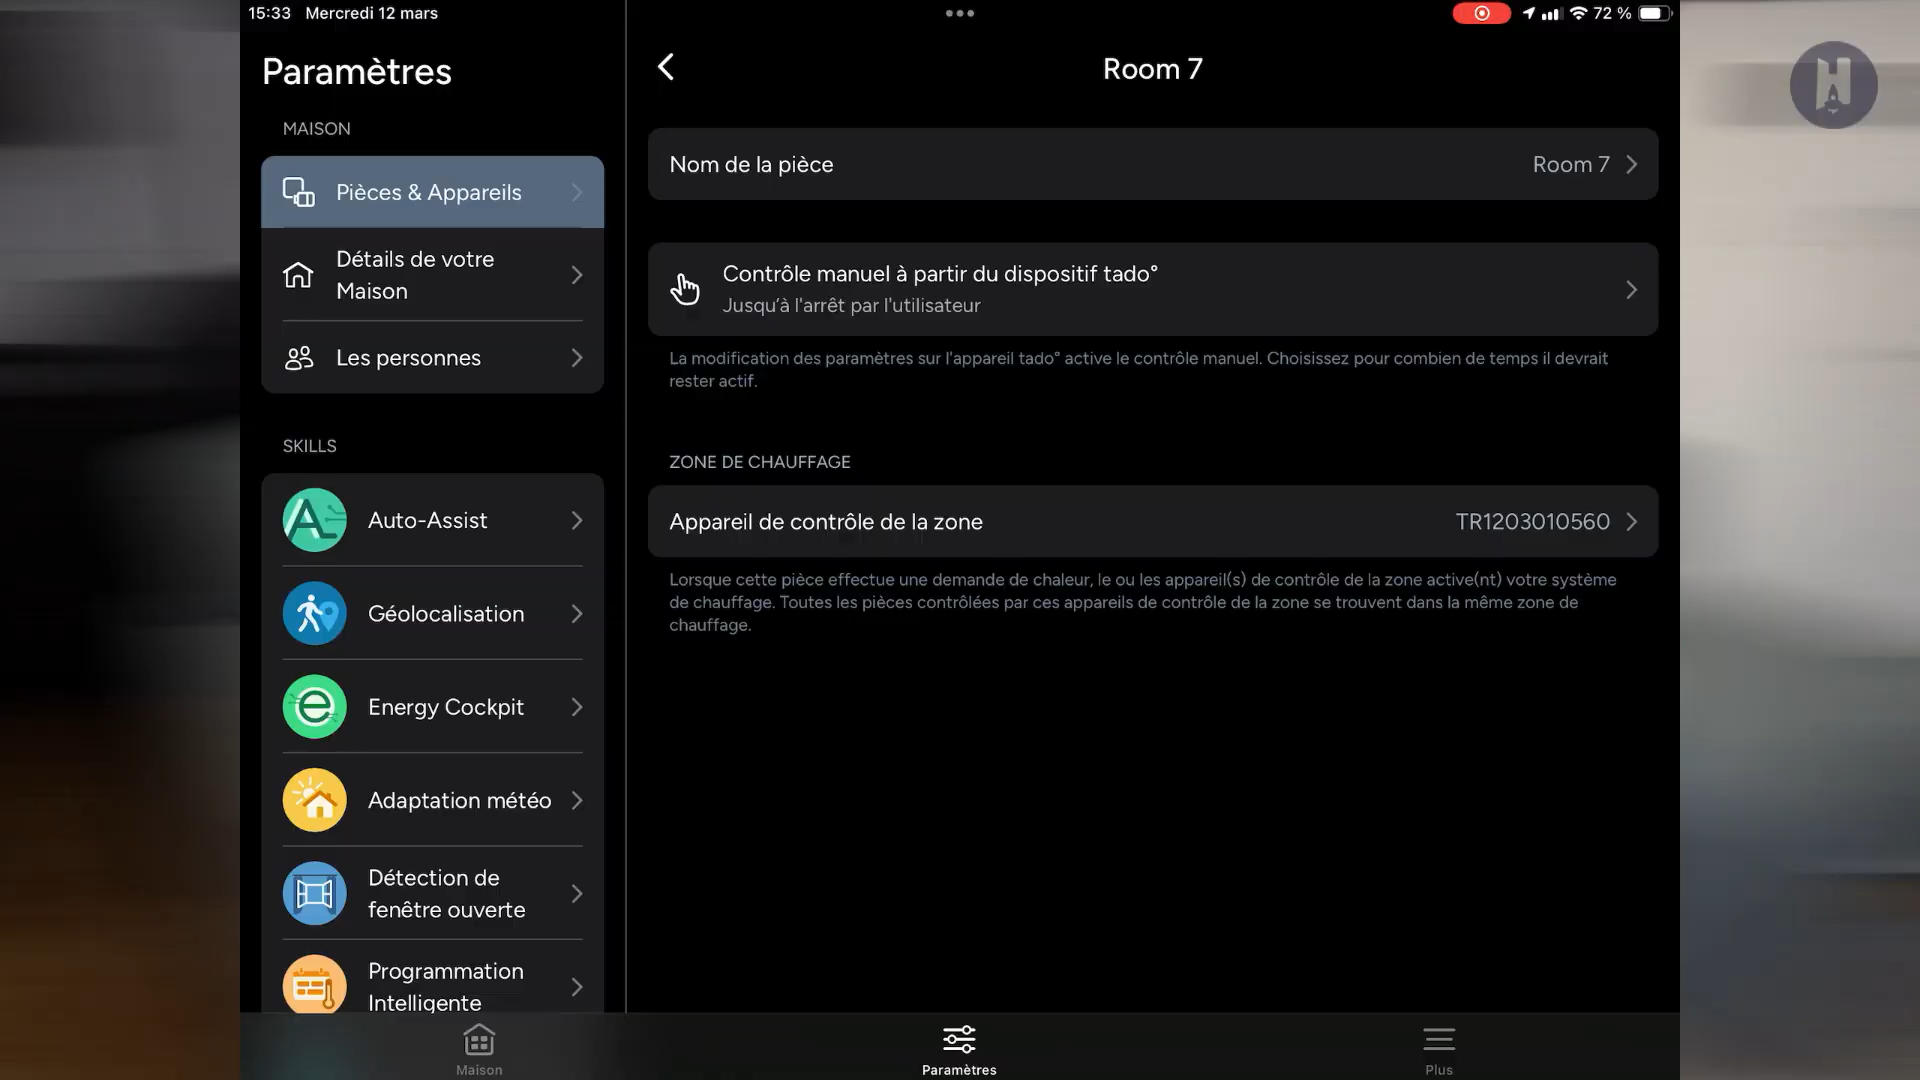 15:33 Mercredi 12 mars
72 %
Paramètres
MAISON
Pièces & Appareils
Détails de votre
Maison
Les personnes
SKILLS
Auto-Assist
Géolocalisation
Energy Cockpit
Adaptation météo
Détection de
fenêtre ouverte
Programmation
Intelligente
Room 7
Nom de la pièce Room 7
Contrôle manuel à partir du dispositif tado°
Jusqu'à l'arrêt par l'utilisateur
La modification des paramètres sur l'appareil tado° active le contrôle manuel. Choisissez pour combien de temps il devrait
rester actif.
ZONE DE CHAUFFAGE
Appareil de contrôle de la zone TR1203010560
Lorsque cette pièce effectue une demande de chaleur, le ou les appareil(s) de contrôle de la zone active(nt) votre système
de chauffage. Toutes les pièces contrôlées par ces appareils de contrôle de la zone se trouvent dans la même zone de
chauffage.
Maison
Paramètres
Plus